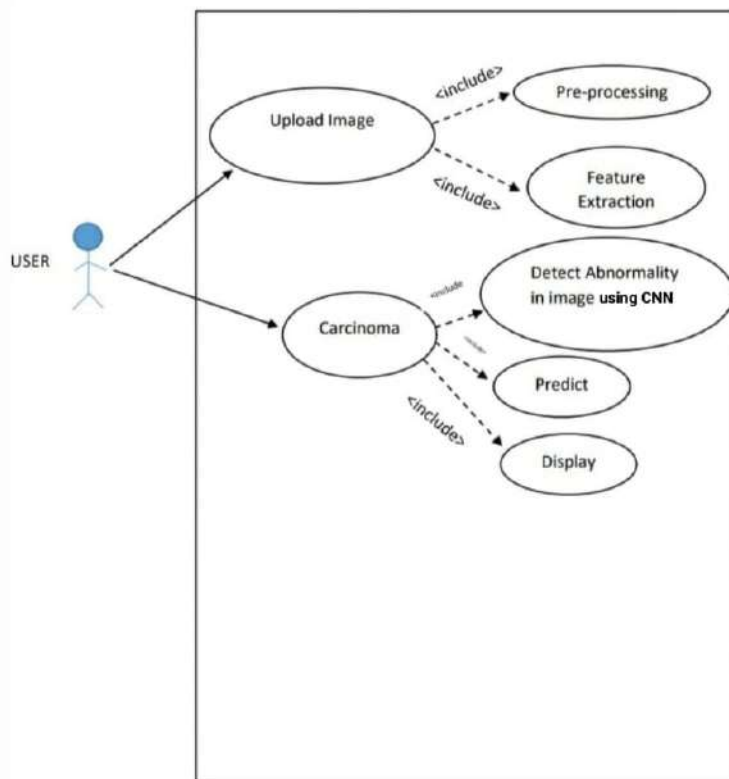 <include>
Pre-processing
Upload Image
<include>
Feature
Extraction
USER
Detect Abnormality
in image using CNN
<include
Carcinoma
<include>
Predict
<include>
Display